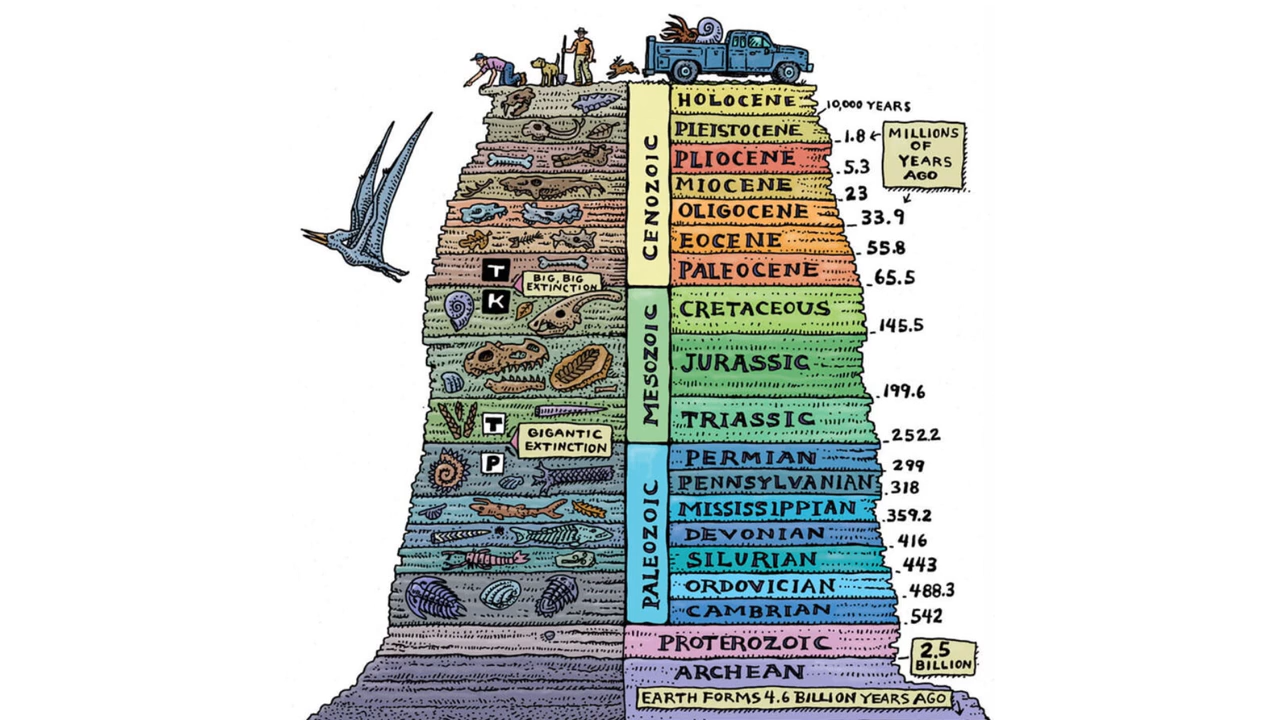 HOLOCENE
10,000 YEARS
PLEISTOCENE
1.8
MILLIONS
OF
YEARS
AGO
PLIOCENE
5.3
MIOCENE
23
OLIGOCENE
33.9
EOCENE
55.8
PALEOCENE
65.5
CENOZOIC
T
BIG, BIG
EXTINCTION
K
CRETACEOUS
145.5
JURASSIC
199.6
TRIASSIC
252.2
MESOZOIC
T
GIGANTIC
EXTINCTION
P
PERMIAN
299
PENNSYLVANIAN
318
MISSISSIPPIAN
359.2
DEVONIAN
416
SILURIAN
443
ORDOVICIAN
488.3
CAMBRIAN
542
PALEOZOIC
PROTEROZOIC
2.5
BILLION
ARCHEAN
EARTH FORMS 4.6 BILLION YEARS AGO